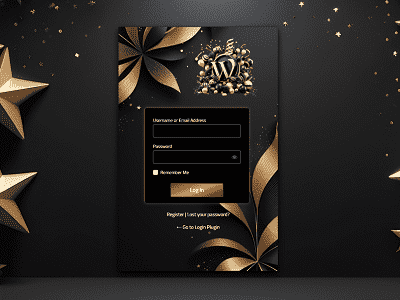 W
Username or Email Address
Password
Remember Me
Log In
Register | Lost your password?
← Go to Login Plugin